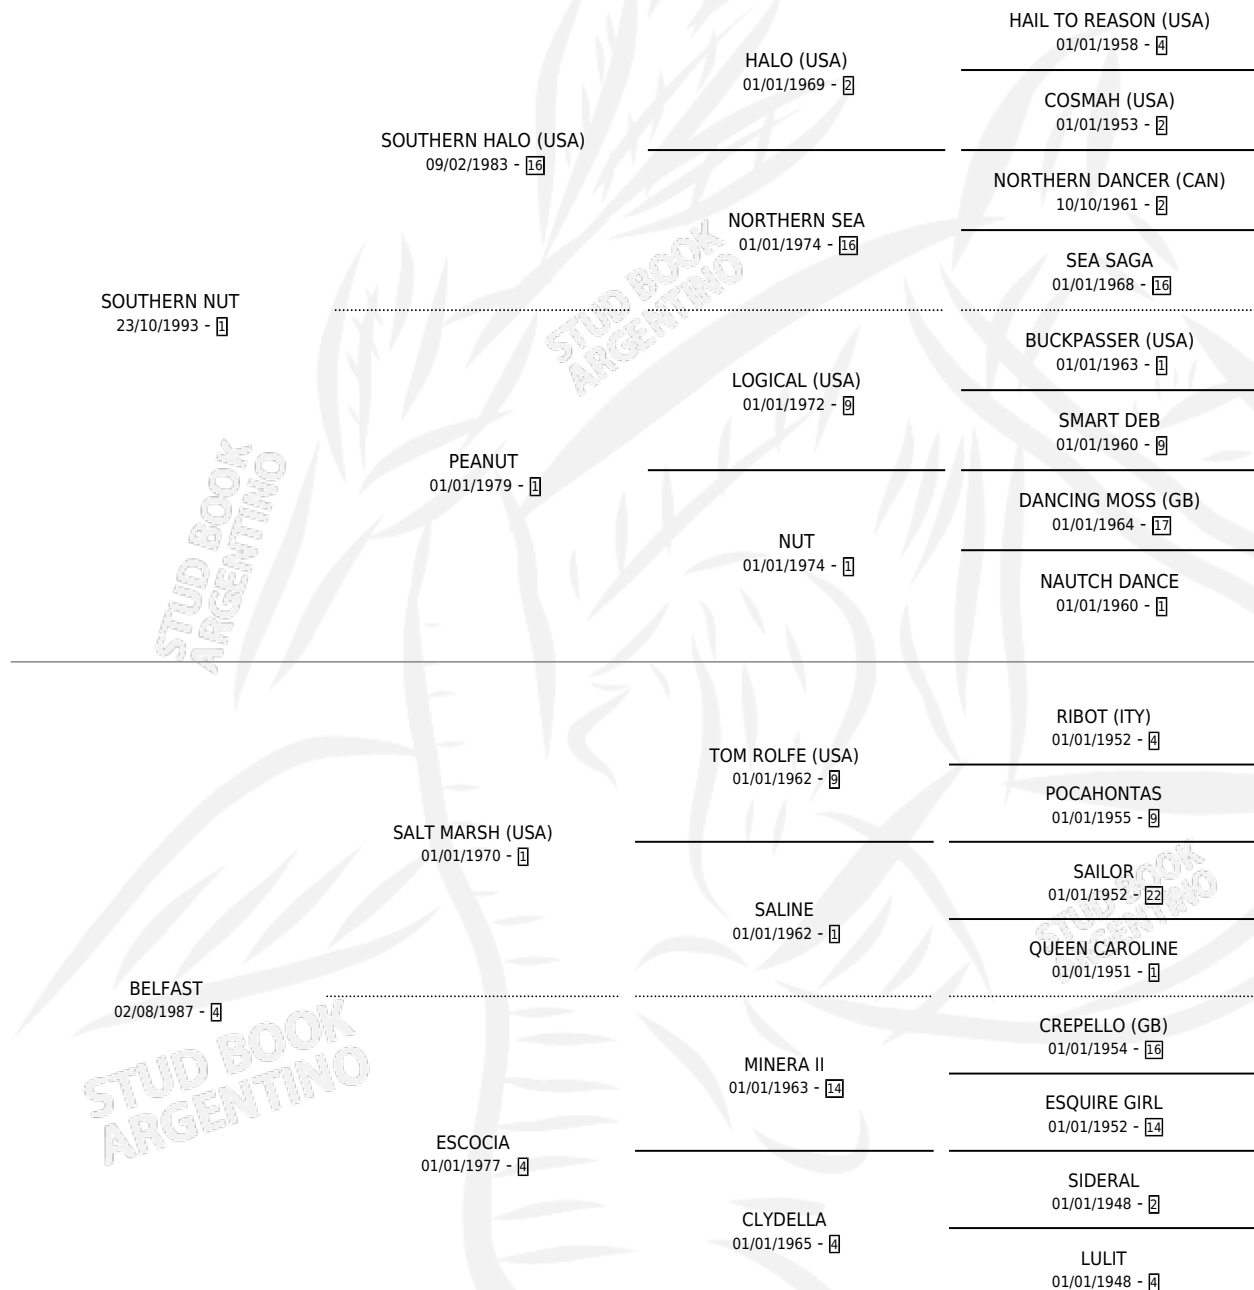 HAIL TO REASON (USA)
01/01/1958 - 4
HALO (USA)
01/01/1969 - 2
COSMAH (USA)
01/01/1953 - 2
SOUTHERN HALO (USA)
09/02/1983 - 16
NORTHERN DANCER (CAN)
10/10/1961 - 2
NORTHERN SEA
01/01/1974 - 16
SEA SAGA
01/01/1968 - 16
SOUTHERN NUT
23/10/1993 - 1
STUD BOOK
ARGENTINO
BUCKPASSER (USA)
01/01/1963 - 1
LOGICAL (USA)
01/01/1972 - 9
SMART DEB
01/01/1960 - 9
PEANUT
01/01/1979 - 1
DANCING MOSS (GB)
01/01/1964 - 17
NUT
01/01/1974 - 1
NAUTCH DANCE
01/01/1960 - 1
STUD BOOK
ARGENTINO
RIBOT (ITY)
01/01/1952 - 4
TOM ROLFE (USA)
01/01/1962 - 9
POCAHONTAS
01/01/1955 - 9
SALT MARSH (USA)
01/01/1970 - 1
SAILOR
01/01/1952 - 22
SALINE
01/01/1962 - 1
STUD BOOK
ARGENTINO
QUEEN CAROLINE
01/01/1951 - 1
BELFAST
02/08/1987 - 4
STUD BOOK
ARGENTINO
CREPELLO (GB)
01/01/1954 - 16
MINERA II
01/01/1963 - 14
ESQUIRE GIRL
01/01/1952 - 14
ESCOCIA
01/01/1977 - 4
SIDERAL
01/01/1948 - 2
CLYDELLA
01/01/1965 - 4
LULIT
01/01/1948 - 4